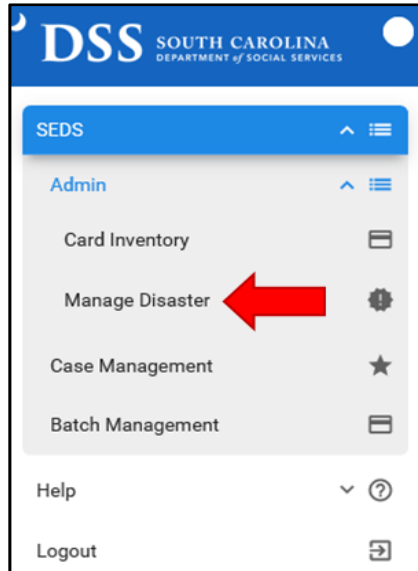 DSS SOUTH CAROLINA
DEPARTMENT of SOCIAL SERVICES
SEDS
Admin
Card Inventory
Manage Disaster
Case Management
Batch Management
Help
Logout